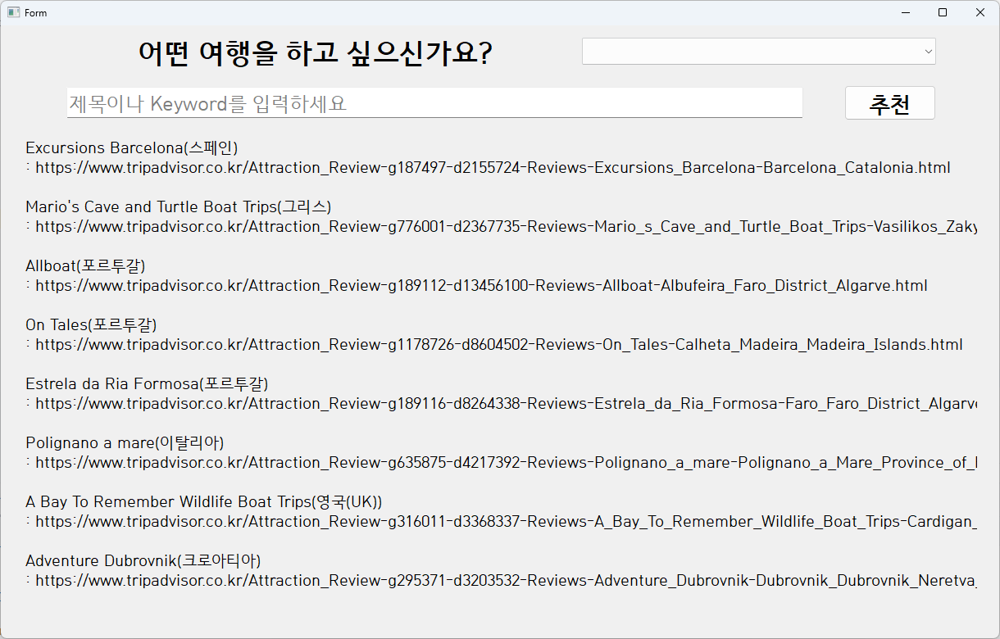 Form
어떤 여행을 하고 싶으신가요?
제목이나 Keyword를 입력하세요
추천
Excursions Barcelona(스페인)
: https://www.tripadvisor.co.kr/Attraction_Review-g187497-d2155724-Reviews-Excursions_Barcelona-Barcelona_Catalonia.html
Mario's Cave and Turtle Boat Trips(그리스)
: https://www.tripadvisor.co.kr/Attraction_Review-g776001-d2367735-Reviews-Mario_s_Cave_and_Turtle_Boat_Trips-Vasilikos_Zaky
Allboat(포르투갈)
: https://www.tripadvisor.co.kr/Attraction_Review-g189112-d13456100-Reviews-Allboat-Albufeira_Faro_District_Algarve.html
On Tales(포르투갈)
: https://www.tripadvisor.co.kr/Attraction_Review-g1178726-d8604502-Reviews-On_Tales-Calheta_Madeira_Madeira_Islands.html
Estrela da Ria Formosa(포르투갈)
: https://www.tripadvisor.co.kr/Attraction_Review-g189116-d8264338-Reviews-Estrela_da_Ria_Formosa-Faro_Faro_District_Algarve
Polignano a mare(이탈리아)
: https://www.tripadvisor.co.kr/Attraction_Review-g635875-d4217392-Reviews-Polignano_a_mare-Polignano_a_Mare_Province_of_
A Bay To Remember Wildlife Boat Trips(영국(UK))
: https://www.tripadvisor.co.kr/Attraction_Review-g316011-d3368337-Reviews-A_Bay_To_Remember_Wildlife_Boat_Trips-Cardigan_
Adventure Dubrovnik(크로아티아)
: https://www.tripadvisor.co.kr/Attraction_Review-g295371-d3203532-Reviews-Adventure_Dubrovnik-Dubrovnik_Dubrovnik_Neretva_